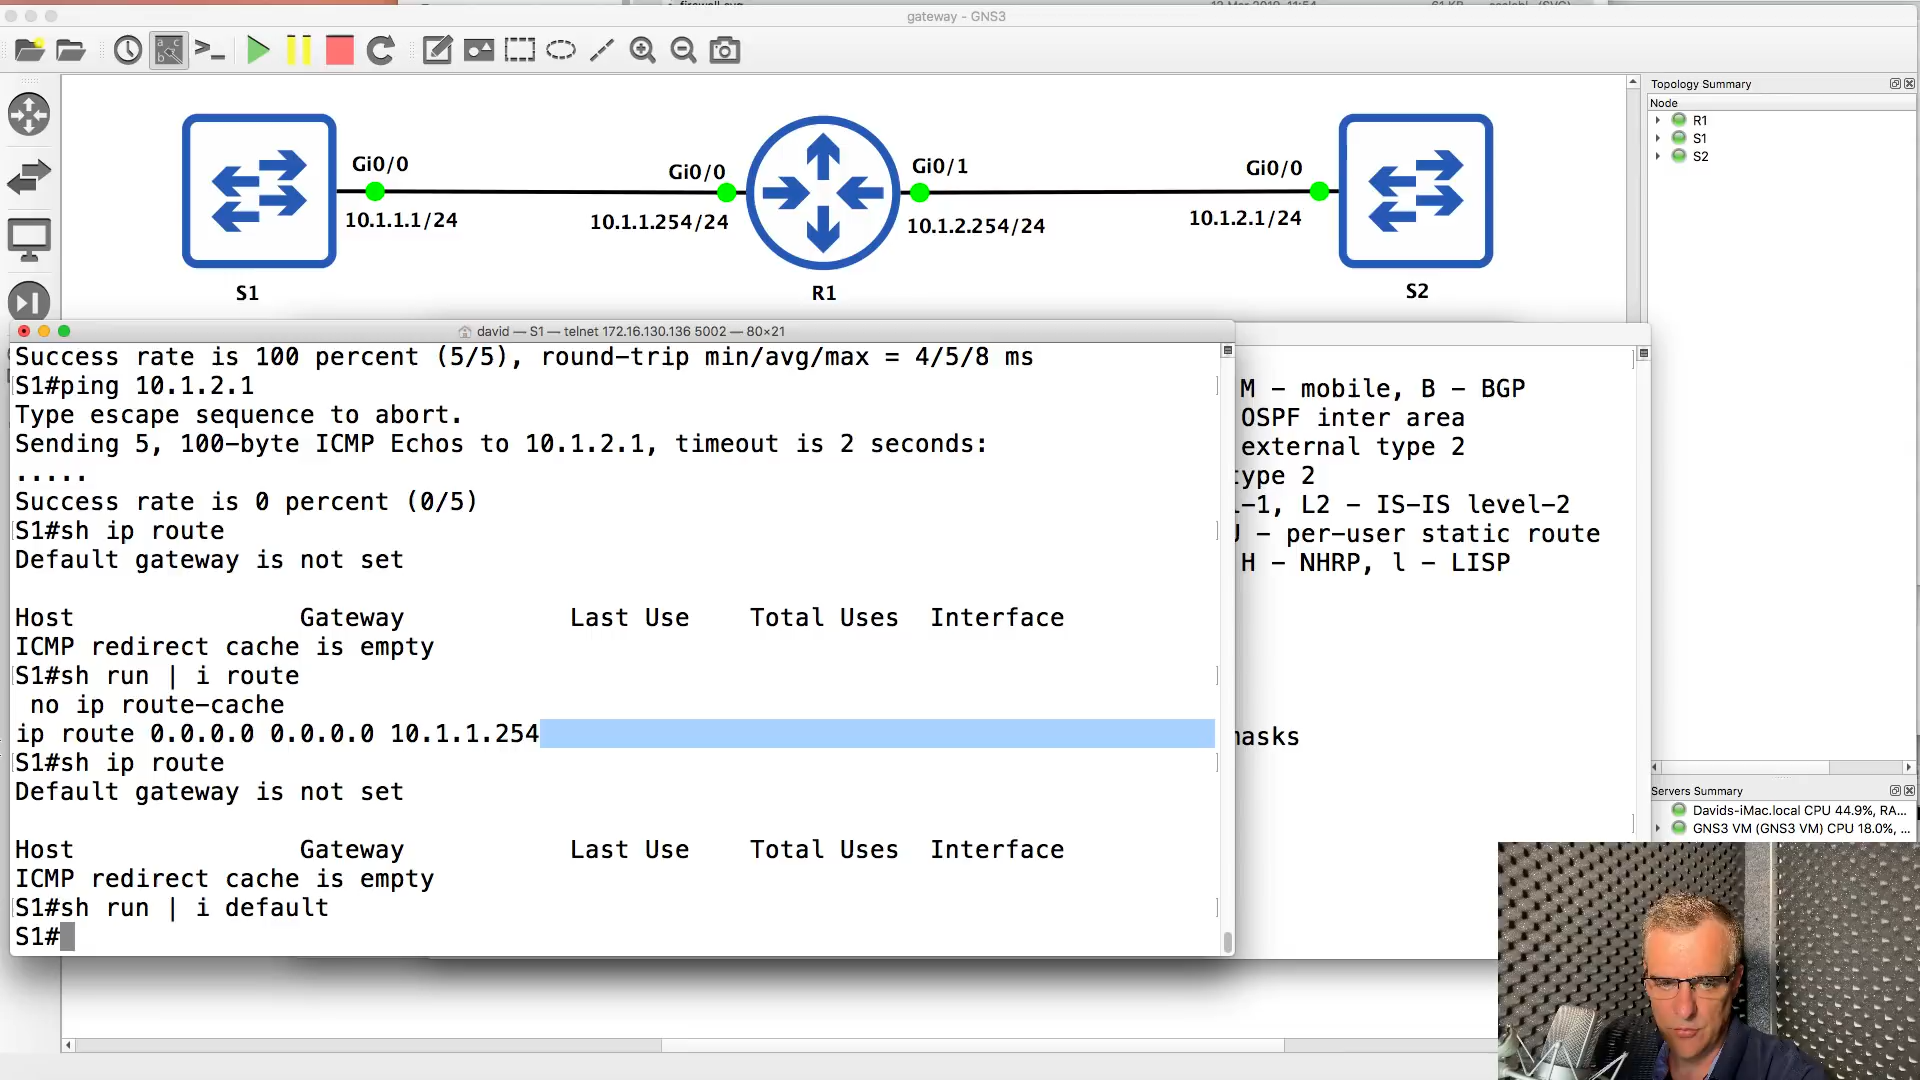 gateway - GNS3
Topology Summary
Node
R1
S1
S2
Gi0/0
10.1.1.1/24
S1
Gi0/0
10.1.1.254/24
R1
Gi0/1
10.1.2.254/24
Gi0/0
10.1.2.1/24
S2
david — S1 — telnet 172.16.130.136 5002 — 80×21
Success rate is 100 percent (5/5), round-trip min/avg/max = 4/5/8 ms
S1#ping 10.1.2.1
Type escape sequence to abort.
Sending 5, 100-byte ICMP Echos to 10.1.2.1, timeout is 2 seconds:
.....
Success rate is 0 percent (0/5)
S1#sh ip route
Default gateway is not set
Host Gateway Last Use Total Uses Interface
ICMP redirect cache is empty
S1#sh run | i route
no ip route-cache
ip route 0.0.0.0 0.0.0.0 10.1.1.254
S1#sh ip route
Default gateway is not set
Host Gateway Last Use Total Uses Interface
ICMP redirect cache is empty
S1#sh run | i default
S1#
M - mobile, B - BGP
OSPF inter area
external type 2
type 2
L-1, L2 - IS-IS level-2
U - per-user static route
H - NHRP, l - LISP
masks
Servers Summary
Davids-iMac.local CPU 44.9%, RA...
GNS3 VM (GNS3 VM) CPU 18.0%, ...